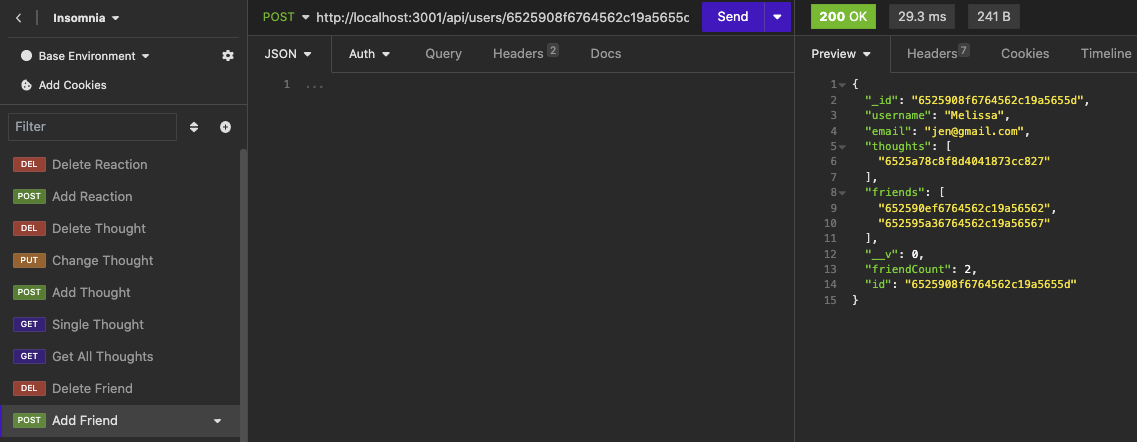 Insomnia
Base Environment
Add Cookies
Filter
DEL Delete Reaction
POST Add Reaction
DEL Delete Thought
PUT Change Thought
POST Add Thought
GET Single Thought
GET Get All Thoughts
DEL Delete Friend
POST Add Friend
POST http://localhost:3001/api/users/6525908f6764562c19a5655d Send
JSON Auth Query Headers 2 Docs
1 ...
200 OK 29.3 ms 241 B
Preview Headers 7 Cookies Timeline
1 {
2 "_id": "6525908f6764562c19a5655d",
3 "username": "Melissa",
4 "email": "jen@gmail.com",
5 "thoughts": [
6 "6525a78c8f8d4041873cc827"
7 ],
8 "friends": [
9 "652590ef6764562c19a56562",
10 "652595a36764562c19a56567"
11 ],
12 "__v": 0,
13 "friendCount": 2,
14 "id": "6525908f6764562c19a5655d"
15 }